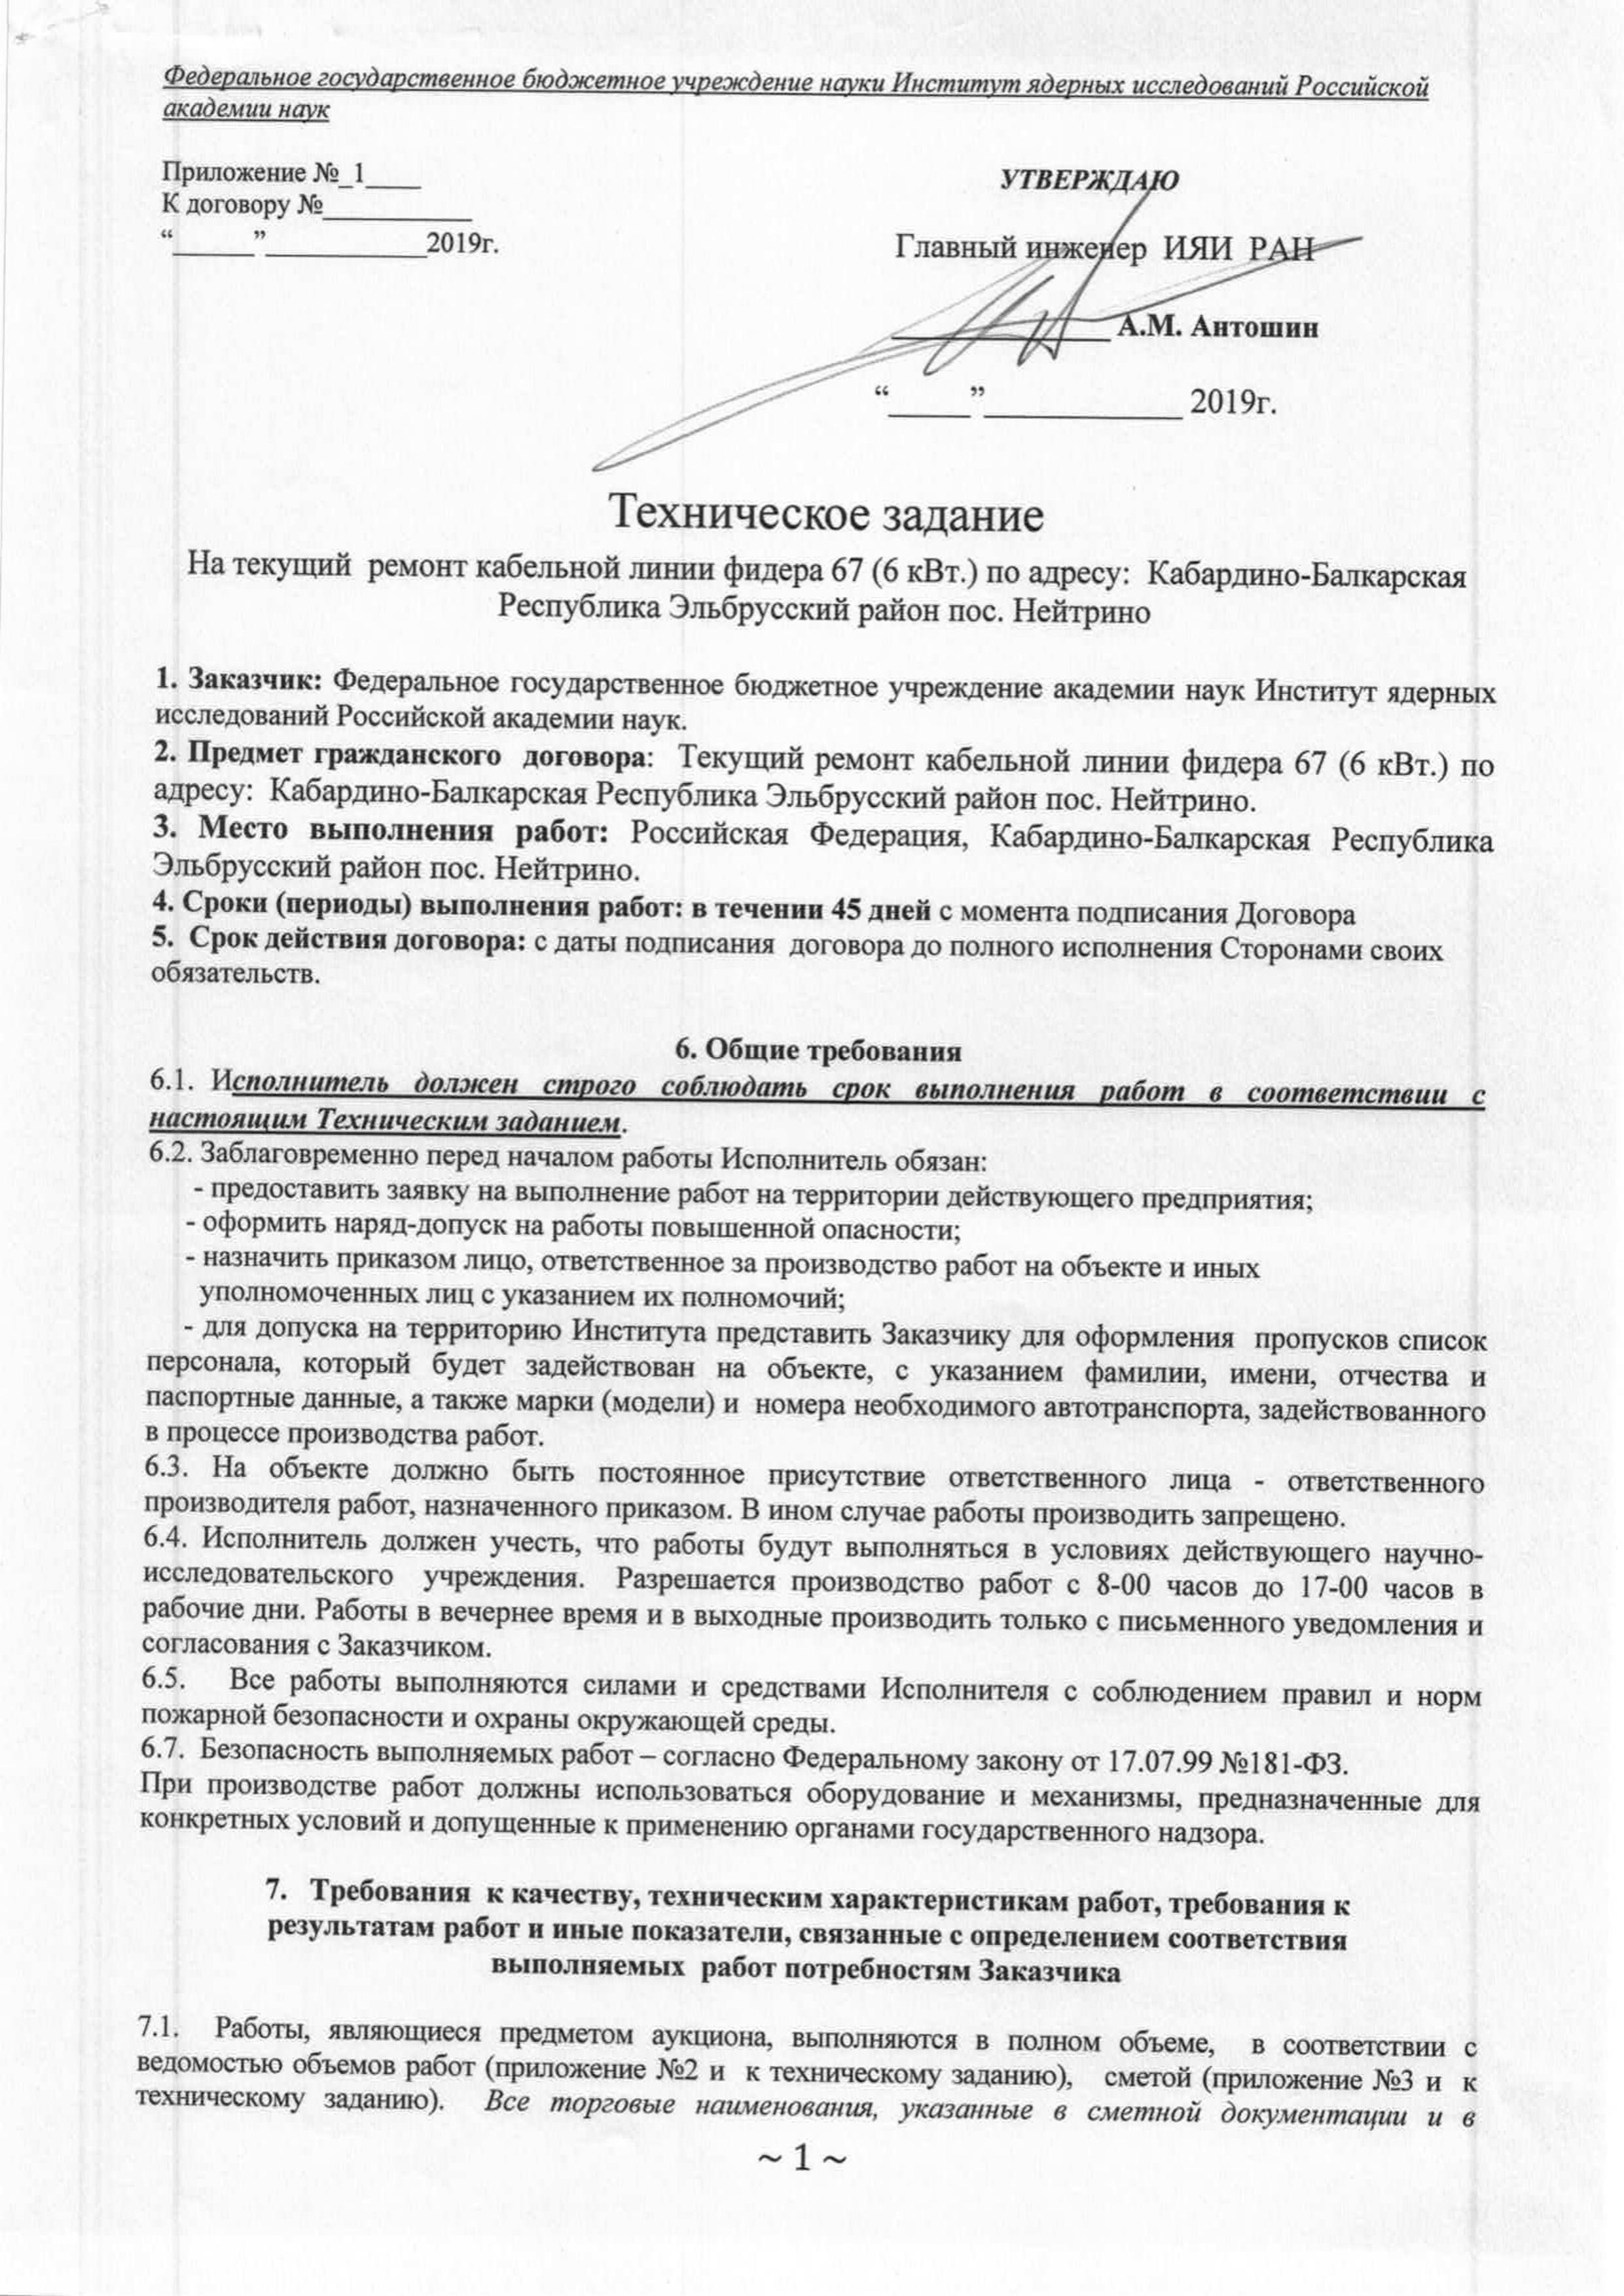 Федеральное государственное бюджетное учреждение науки Институт ядерных исследований Российской
академии наук
Приложение №_1____
К договору №___________
“______” ____________2019г.
УТВЕРЖДАЮ
Главный инженер ИЯИ РАН
________________ А.М. Антошин
“_____” ____________ 2019г.
Техническое задание
На текущий ремонт кабельной линии фидера 67 (6 кВт.) по адресу: Кабардино-Балкарская
Республика Эльбрусский район пос. Нейтрино
1. Заказчик: Федеральное государственное бюджетное учреждение академии наук Институт ядерных
исследований Российской академии наук.
2. Предмет гражданского договора: Текущий ремонт кабельной линии фидера 67 (6 кВт.) по
адресу: Кабардино-Балкарская Республика Эльбрусский район пос. Нейтрино.
3. Место выполнения работ: Российская Федерация, Кабардино-Балкарская Республика
Эльбрусский район пос. Нейтрино.
4. Сроки (периоды) выполнения работ: в течении 45 дней с момента подписания Договора
5. Срок действия договора: с даты подписания договора до полного исполнения Сторонами своих
обязательств.
6. Общие требования
6.1. Исполнитель должен строго соблюдать срок выполнения работ в соответствии с
настоящим Техническим заданием.
6.2. Заблаговременно перед началом работы Исполнитель обязан:
- предоставить заявку на выполнение работ на территории действующего предприятия;
- оформить наряд-допуск на работы повышенной опасности;
- назначить приказом лицо, ответственное за производство работ на объекте и иных
уполномоченных лиц с указанием их полномочий;
- для допуска на территорию Института представить Заказчику для оформления пропусков список
персонала, который будет задействован на объекте, с указанием фамилии, имени, отчества и
паспортные данные, а также марки (модели) и номера необходимого автотранспорта, задействованного
в процессе производства работ.
6.3. На объекте должно быть постоянное присутствие ответственного лица - ответственного
производителя работ, назначенного приказом. В ином случае работы производить запрещено.
6.4. Исполнитель должен учесть, что работы будут выполняться в условиях действующего научно-
исследовательского учреждения. Разрешается производство работ с 8-00 часов до 17-00 часов в
рабочие дни. Работы в вечернее время и в выходные производить только с письменного уведомления и
согласования с Заказчиком.
6.5. Все работы выполняются силами и средствами Исполнителя с соблюдением правил и норм
пожарной безопасности и охраны окружающей среды.
6.7. Безопасность выполняемых работ – согласно Федеральному закону от 17.07.99 №181-ФЗ.
При производстве работ должны использоваться оборудование и механизмы, предназначенные для
конкретных условий и допущенные к применению органами государственного надзора.
7. Требования к качеству, техническим характеристикам работ, требования к
результатам работ и иные показатели, связанные с определением соответствия
выполняемых работ потребностям Заказчика
7.1. Работы, являющиеся предметом аукциона, выполняются в полном объеме, в соответствии с
ведомостью объемов работ (приложение №2 и к техническому заданию), сметой (приложение №3 и к
техническому заданию). Все торговые наименования, указанные в сметной документации и в
~ 1 ~